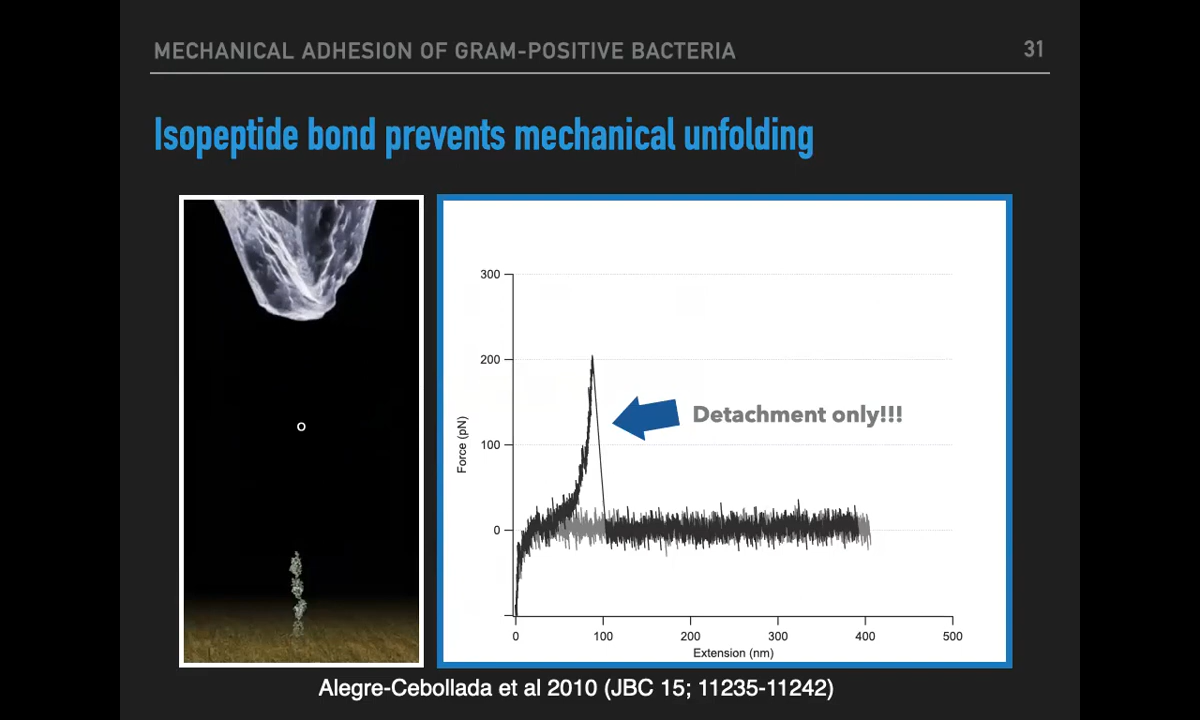 MECHANICAL ADHESION OF GRAM-POSITIVE BACTERIA
31
Isopeptide bond prevents mechanical unfolding
300
200
100
0
Force (pN)
Detachment only!!!
0
100
200
300
400
500
Extension (nm)
Alegre-Cebollada et al 2010 (JBC 15; 11235-11242)